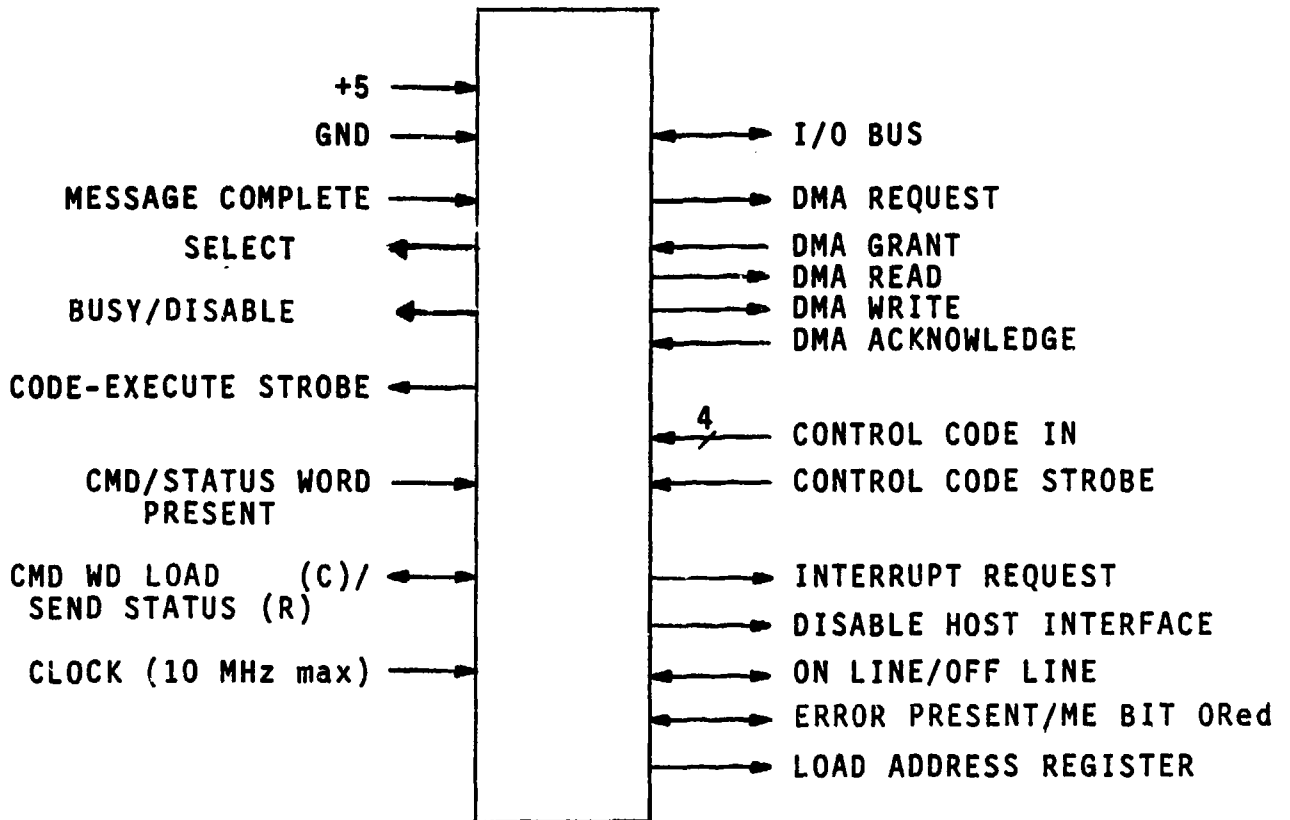 +5
GND
MESSAGE COMPLETE
SELECT
BUSY/DISABLE
CODE-EXECUTE STROBE
CMD/STATUS WORD
PRESENT
CMD WD LOAD (C)/
SEND STATUS (R)
CLOCK (10 MHz max)
I/O BUS
DMA REQUEST
DMA GRANT
DMA READ
DMA WRITE
DMA ACKNOWLEDGE
4
CONTROL CODE IN
CONTROL CODE STROBE
INTERRUPT REQUEST
DISABLE HOST INTERFACE
ON LINE/OFF LINE
ERROR PRESENT/ME BIT ORed
LOAD ADDRESS REGISTER